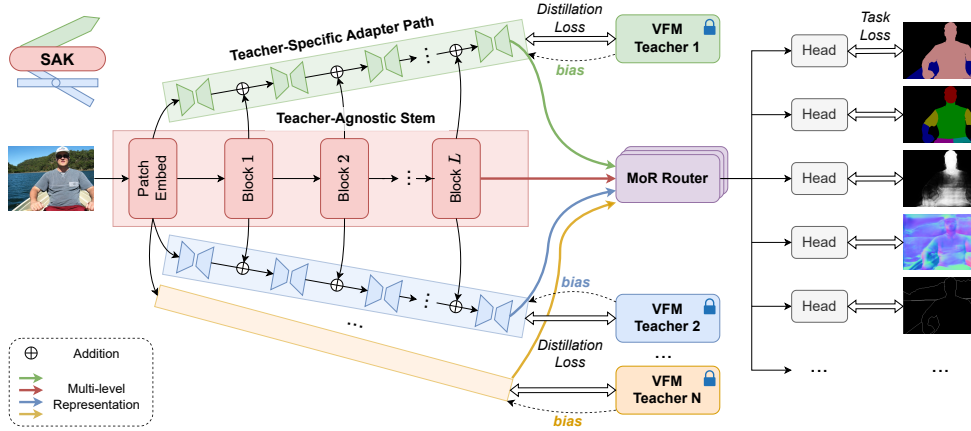 SAK
Teacher-Specific Adapter Path
Distillation
Loss
VFM
Teacher 1
bias
Task
Loss
Head
Head
Head
Head
Head
...
...
Teacher-Agnostic Stem
Patch
Embed
Block 1
Block 2
...
Block L
MoR Router
...
...
...
bias
VFM
Teacher 2
...
Distillation
Loss
VFM
Teacher N
bias
Addition
Multi-level
Representation